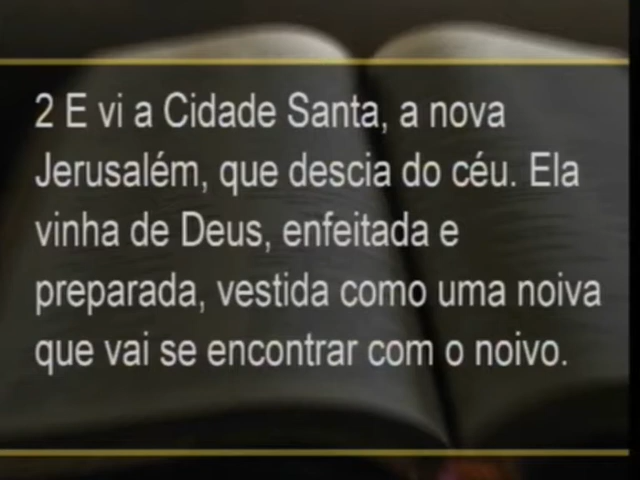 2 E vi a Cidade Santa, a nova
Jerusalém, que descia do céu. Ela
vinha de Deus, enfeitada e
preparada, vestida como uma noiva
que vai se encontrar com o noivo.